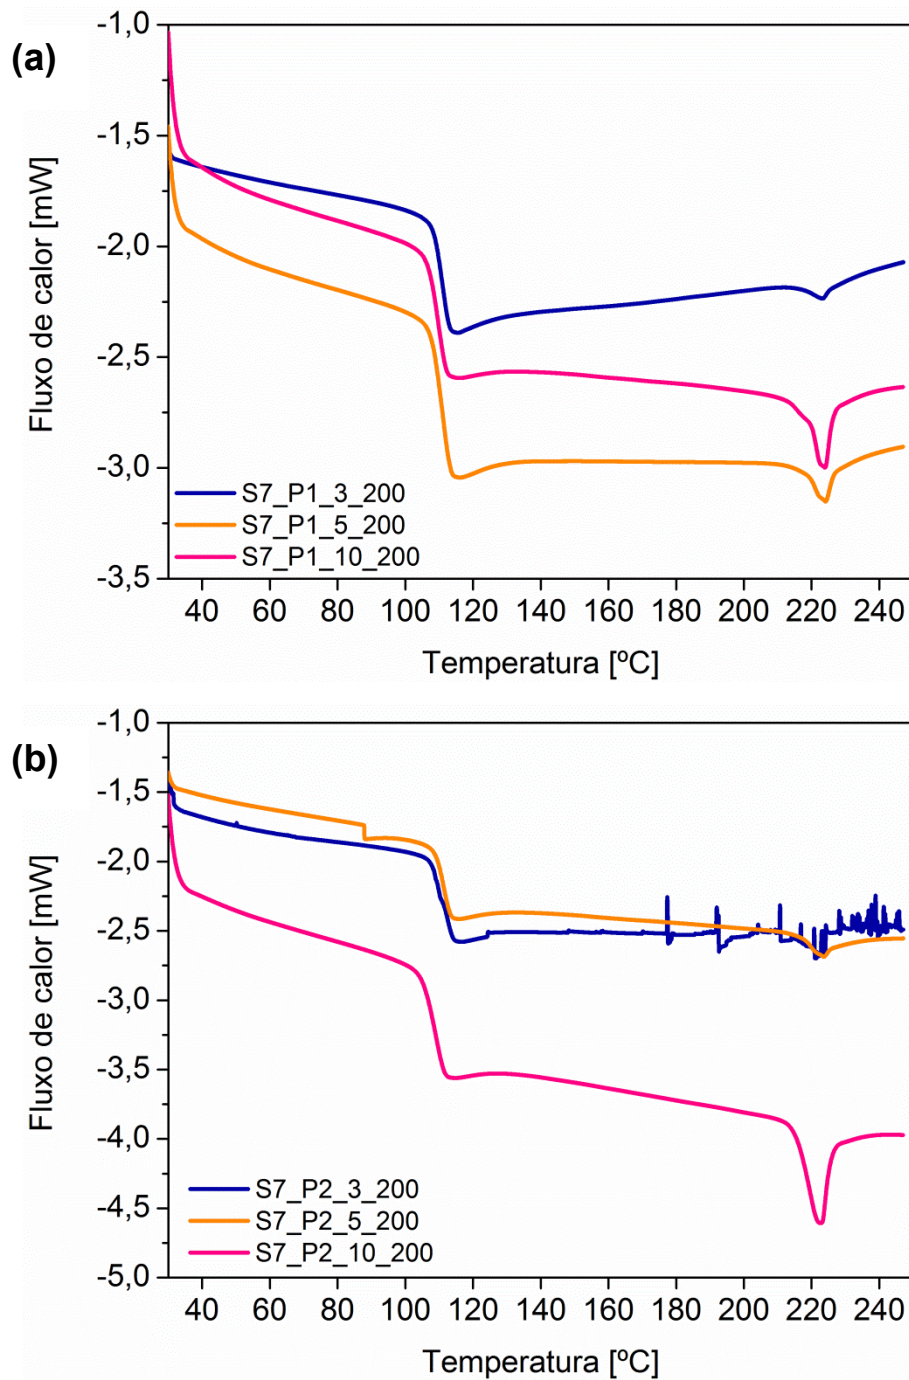 (a)
Fluxo de calor [mW]
-1,0
-1,5
-2,0
-2,5
-3,0
-3,5
S7_P1_3_200
S7_P1_5_200
S7_P1_10_200
40 60 80 100 120 140 160 180 200 220 240
Temperatura [ºC]
(b)
Fluxo de calor [mW]
-1,0
-1,5
-2,0
-2,5
-3,0
-3,5
-4,0
-4,5
-5,0
S7_P2_3_200
S7_P2_5_200
S7_P2_10_200
40 60 80 100 120 140 160 180 200 220 240
Temperatura [ºC]